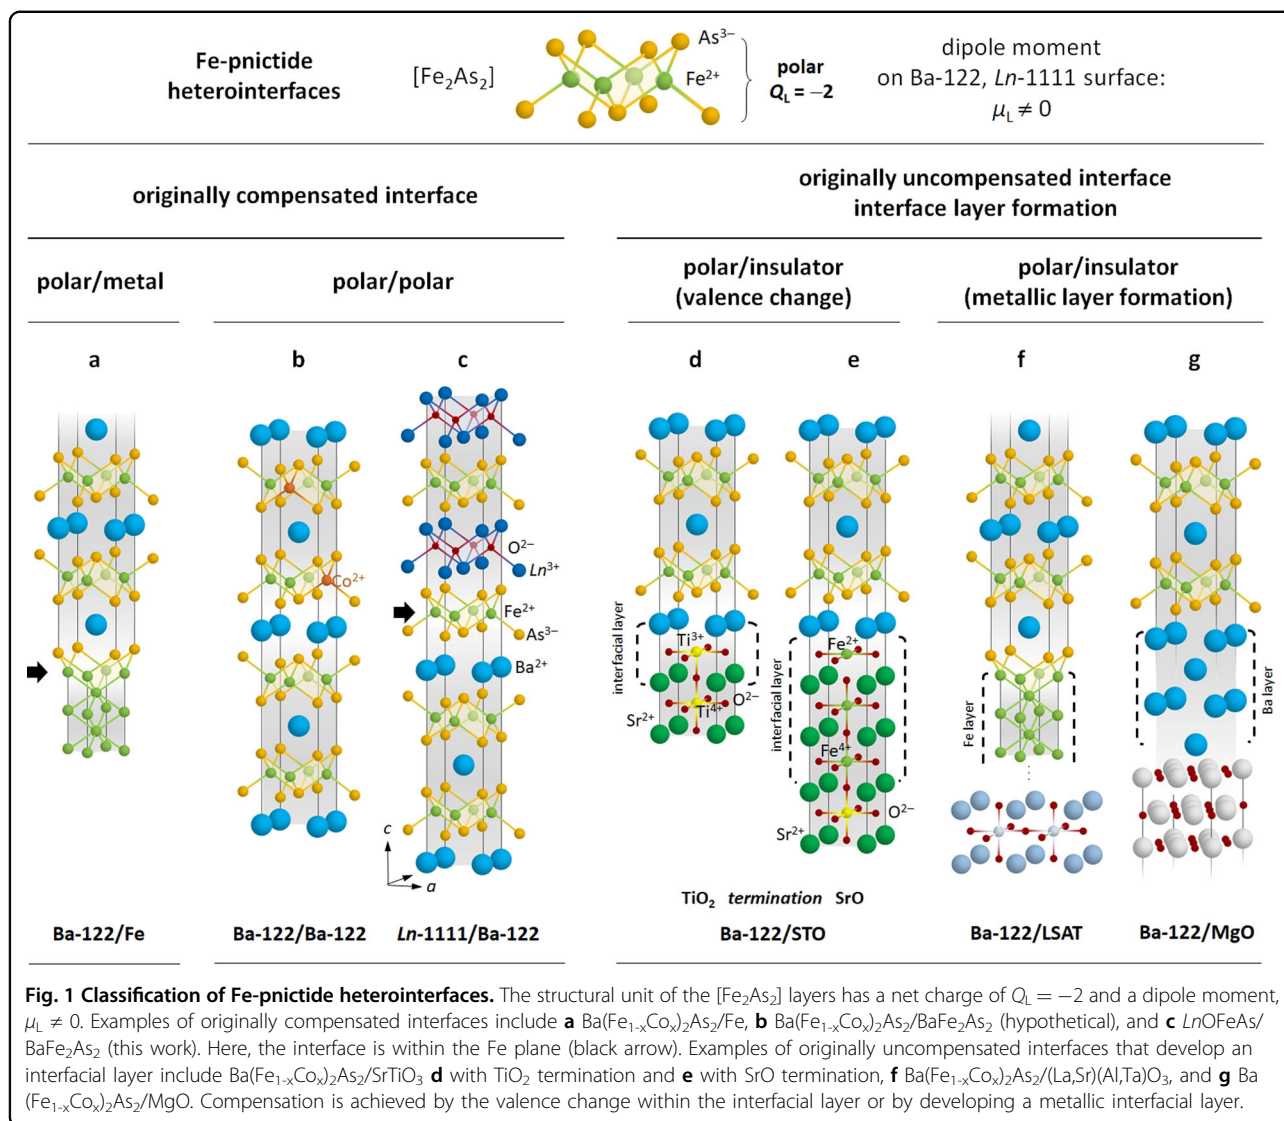 Fe-pnictide
heterointerfaces
[Fe₂As₂]
As³⁻
Fe²⁺
polar
Q_L = −2
dipole moment
on Ba-122, Ln-1111 surface:
μ_L ≠ 0
originally compensated interface
originally uncompensated interface
interface layer formation
polar/metal
polar/polar
polar/insulator
(valence change)
polar/insulator
(metallic layer formation)
a
b
c
d
e
f
g
Co²⁺
O²⁻
Ln³⁺
Fe²⁺
As³⁻
Ba²⁺
c
a
interfacial layer
Ti³⁺
Ti⁴⁺
O²⁻
Sr²⁺
interfacial layer
Fe²⁺
Fe⁴⁺
O²⁻
Sr²⁺
Fe layer
Ba layer
TiO₂ termination SrO
Ba-122/Fe
Ba-122/Ba-122
Ln-1111/Ba-122
Ba-122/STO
Ba-122/LSAT
Ba-122/MgO
Fig. 1 Classification of Fe-pnictide heterointerfaces. The structural unit of the [Fe₂As₂] layers has a net charge of Q_L = −2 and a dipole moment,
μ_L ≠ 0. Examples of originally compensated interfaces include a Ba(Fe₁₋ₓCoₓ)₂As₂/Fe, b Ba(Fe₁₋ₓCoₓ)₂As₂/BaFe₂As₂ (hypothetical), and c LnOFeAs/
BaFe₂As₂ (this work). Here, the interface is within the Fe plane (black arrow). Examples of originally uncompensated interfaces that develop an
interfacial layer include Ba(Fe₁₋ₓCoₓ)₂As₂/SrTiO₃ d with TiO₂ termination and e with SrO termination, f Ba(Fe₁₋ₓCoₓ)₂As₂/(La,Sr)(Al,Ta)O₃, and g Ba
(Fe₁₋ₓCoₓ)₂As₂/MgO. Compensation is achieved by the valence change within the interfacial layer or by developing a metallic interfacial layer.